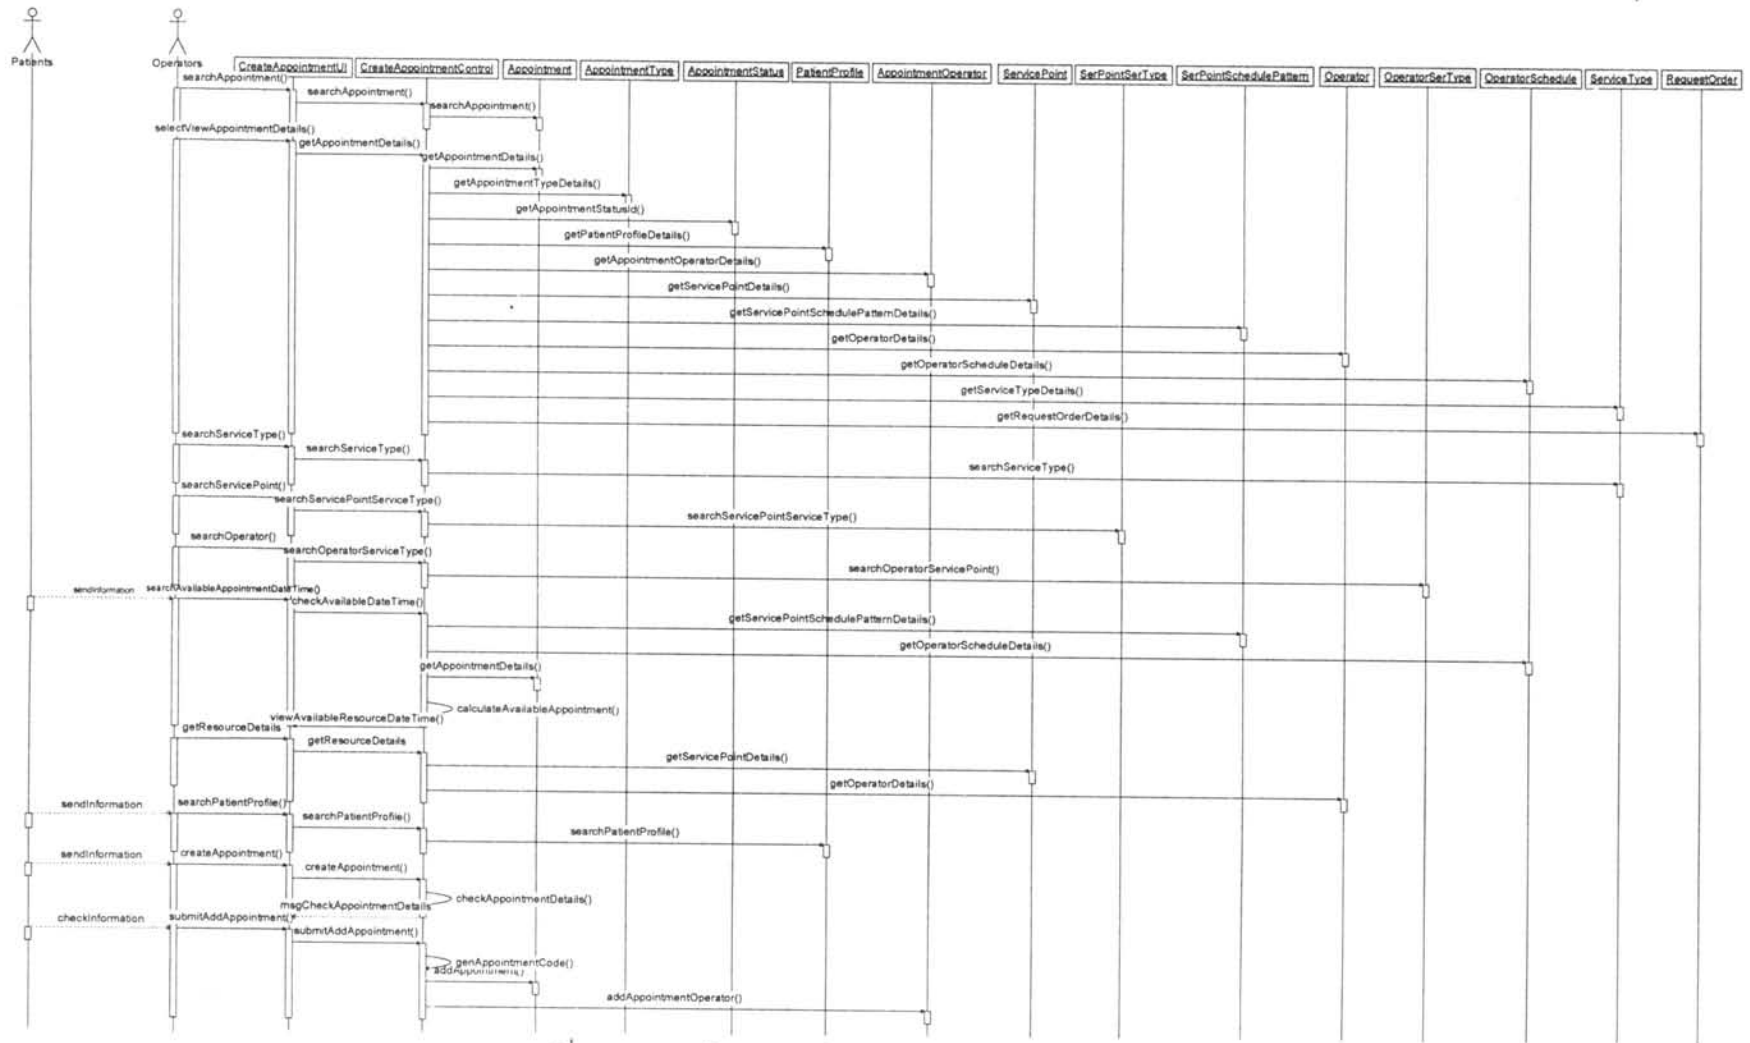 Patients
Operators
CreateAppointmentUI
CreateAppointmentControl
Appointment
AppointmentType
AppointmentStatus
PatientProfile
AppointmentOperator
ServicePoint
SerPointSerType
SerPointSchedulePattern
Operator
OperatorSerType
OperatorSchedule
ServiceType
RequestOrder
searchAppointment()
searchAppointment()
searchAppointment()
selectViewAppointmentDetails()
getAppointmentDetails()
getAppointmentDetails()
getAppointmentTypeDetails()
getAppointmentStatusId()
getPatientProfileDetails()
getAppointmentOperatorDetails()
getServicePointDetails()
getServicePointSchedulePatternDetails()
getOperatorDetails()
getOperatorScheduleDetails()
getServiceTypeDetails()
getRequestOrderDetails()
searchServiceType()
searchServiceType()
searchServiceType()
searchServicePoint()
searchServicePointServiceType()
searchServicePointServiceType()
searchOperator()
searchOperatorServiceType()
searchOperatorServicePoint()
sendInformation
searchAvailableAppointmentDateTime()
checkAvailableDateTime()
getServicePointSchedulePatternDetails()
getOperatorScheduleDetails()
getAppointmentDetails()
calculateAvailableAppointment()
viewAvailableResourceDateTime()
getResourceDetails
getResourceDetails
getServicePointDetails()
getOperatorDetails()
sendInformation
searchPatientProfile()
searchPatientProfile()
searchPatientProfile()
sendInformation
createAppointment()
createAppointment()
checkAppointmentDetails()
msgCheckAppointmentDetails
checkInformation
submitAddAppointment()
submitAddAppointment()
genAppointmentCode()
addAppointment()
addAppointmentOperator()